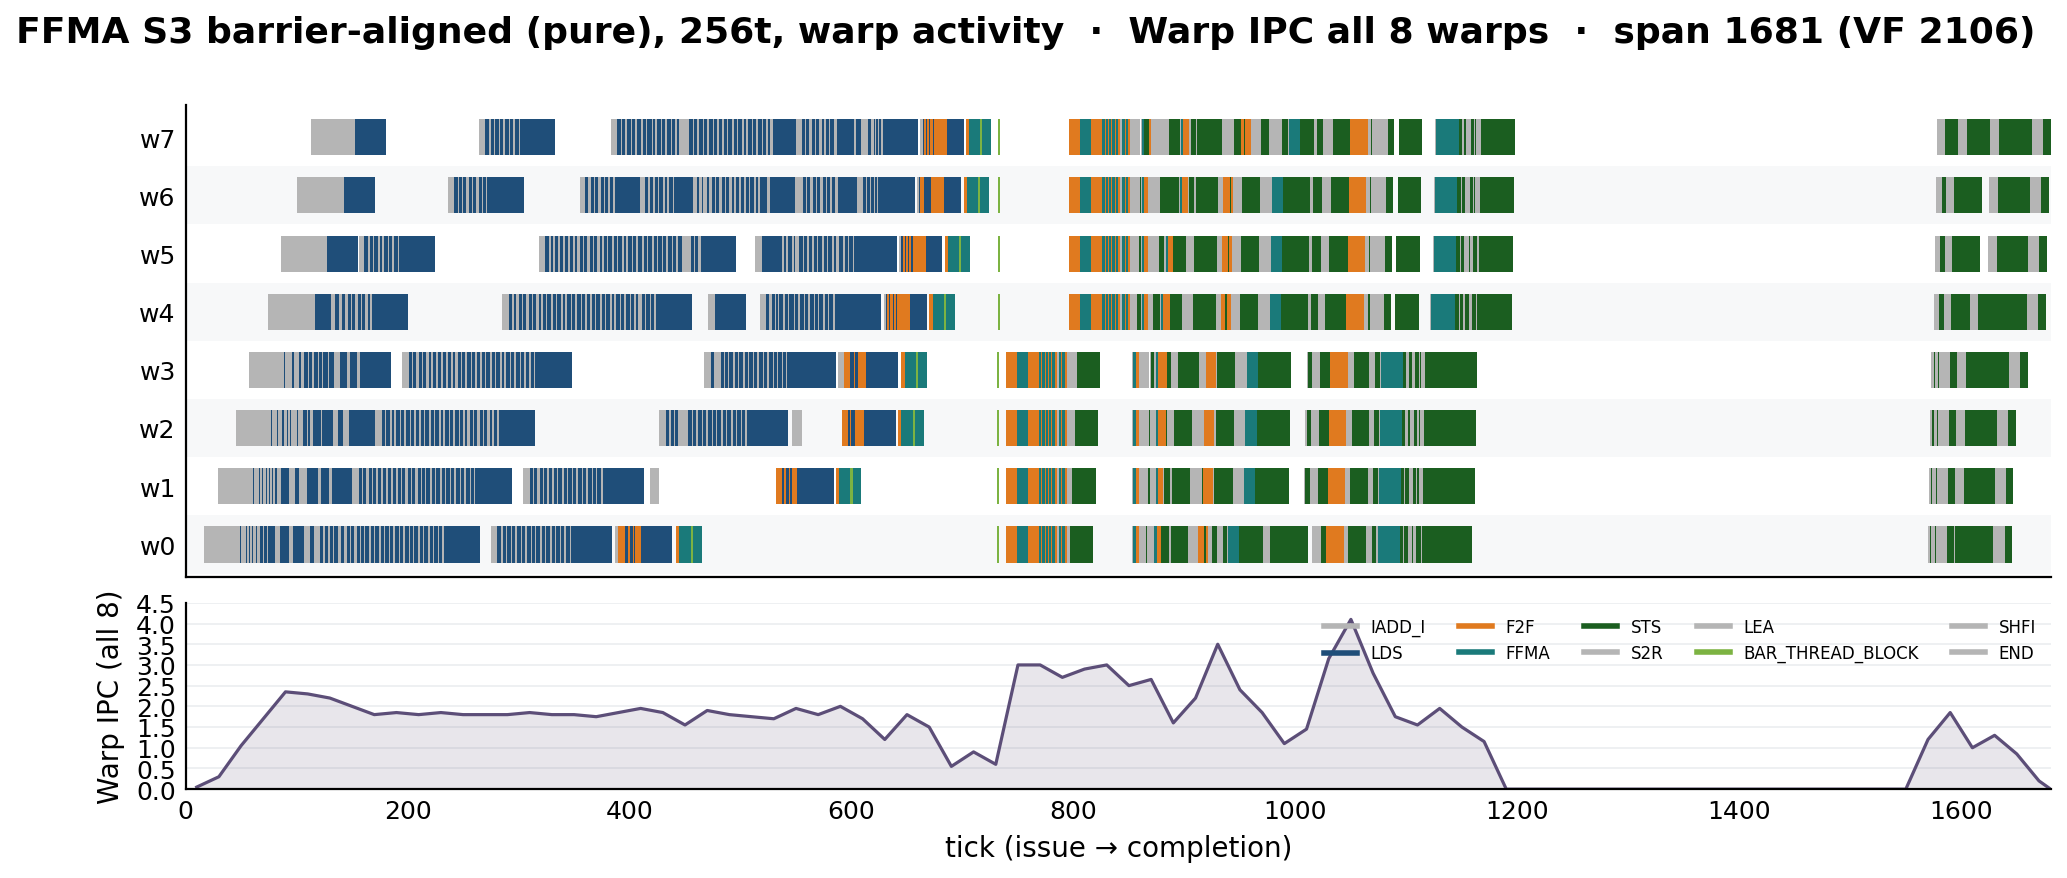 FFMA S3 barrier-aligned (pure), 256t, warp activity · Warp IPC all 8 warps · span 1681 (VF 2106)
w7
w6
w5
w4
w3
w2
w1
w0
Warp IPC (all 8)
4.5
4.0
3.5
3.0
2.5
2.0
1.5
1.0
0.5
0.0
IADD_I F2F STS LEA SHFI
LDS FFMA S2R BAR_THREAD_BLOCK END
0 200 400 600 800 1000 1200 1400 1600
tick (issue → completion)